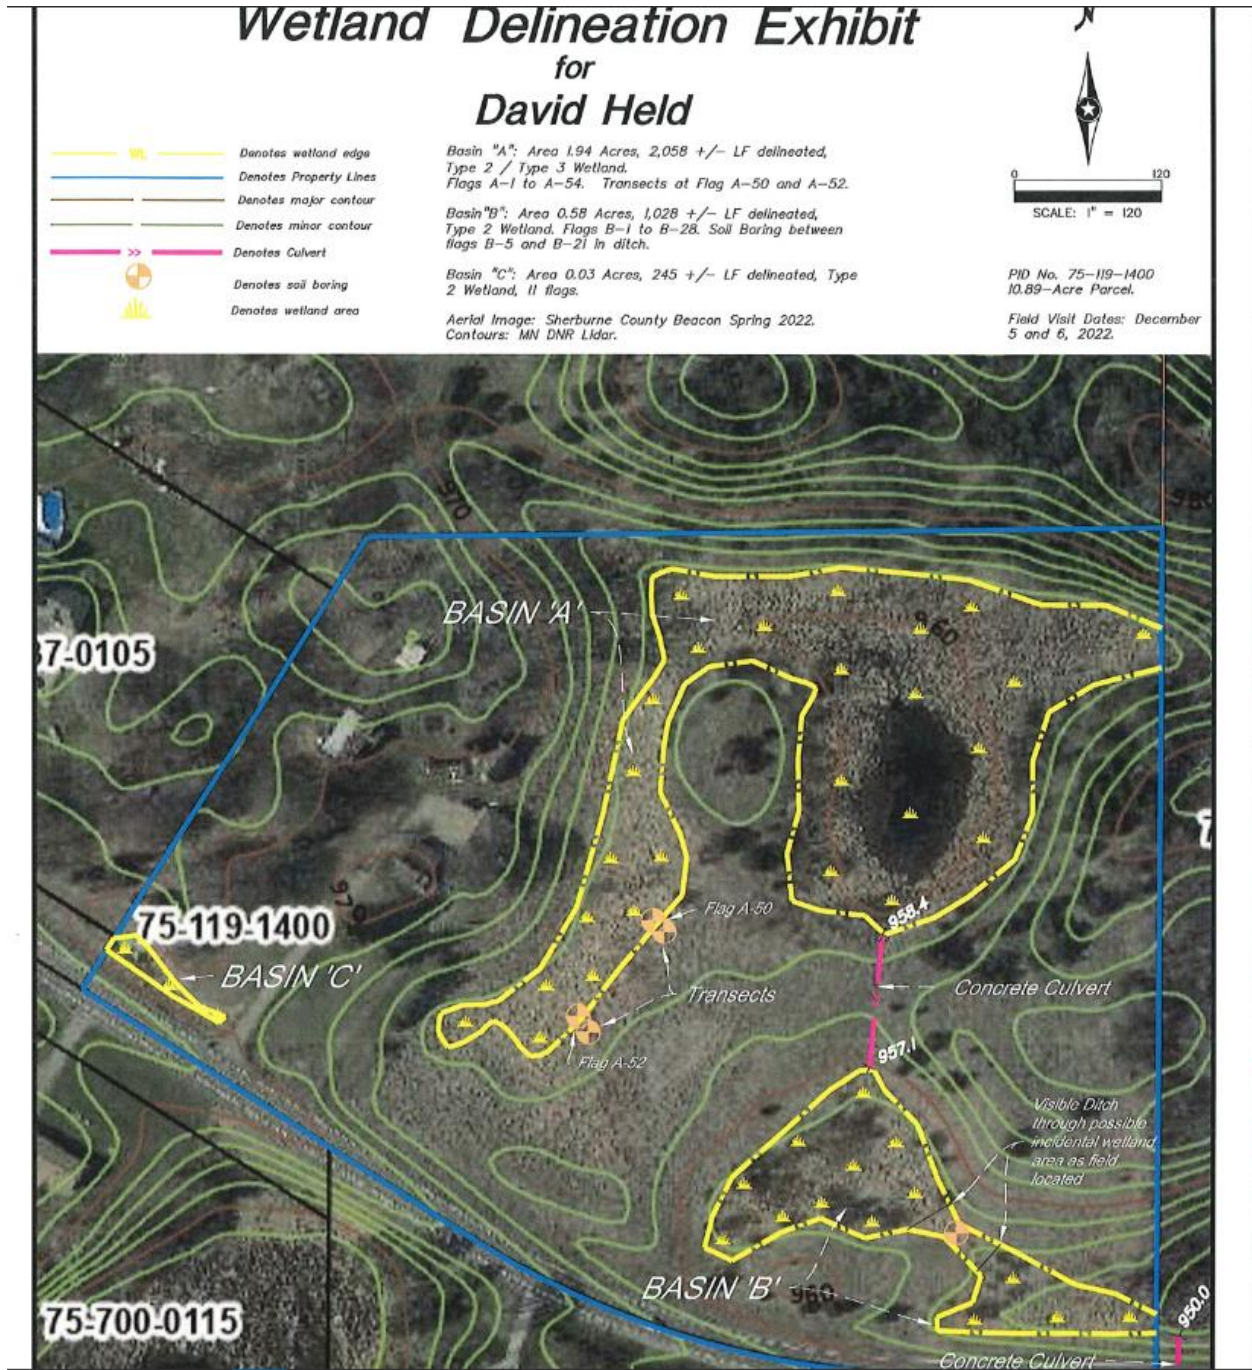 Wetland Delineation Exhibit
for
David Held
N
WL
Denotes wetland edge
Denotes Property Lines
Denotes major contour
Denotes minor contour
>>
Denotes Culvert
Denotes soil boring
Denotes wetland area
Basin "A": Area 1.94 Acres, 2,058 +/- LF delineated,
Type 2 / Type 3 Wetland.
Flags A-1 to A-54. Transects at Flag A-50 and A-52.
Basin"B": Area 0.58 Acres, 1,028 +/- LF delineated,
Type 2 Wetland. Flags B-1 to B-28. Soil Boring between
flags B-5 and B-21 in ditch.
Basin "C": Area 0.03 Acres, 245 +/- LF delineated, Type
2 Wetland, 11 flags.
Aerial Image: Sherburne County Beacon Spring 2022.
Contours: MN DNR Lidar.
0 120
SCALE: 1" = 120
PID No. 75-119-1400
10.89-Acre Parcel.
Field Visit Dates: December
5 and 6, 2022.
970
980
BASIN 'A'
960
7-0105
7
970
75-119-1400
BASIN 'C'
Flag A-50
958.4
Transects
Concrete Culvert
Flag A-52
957.1
Visible Ditch
through possible
incidental wetland
area as field
located
BASIN 'B'
960
950.0
75-700-0115
Concrete Culvert